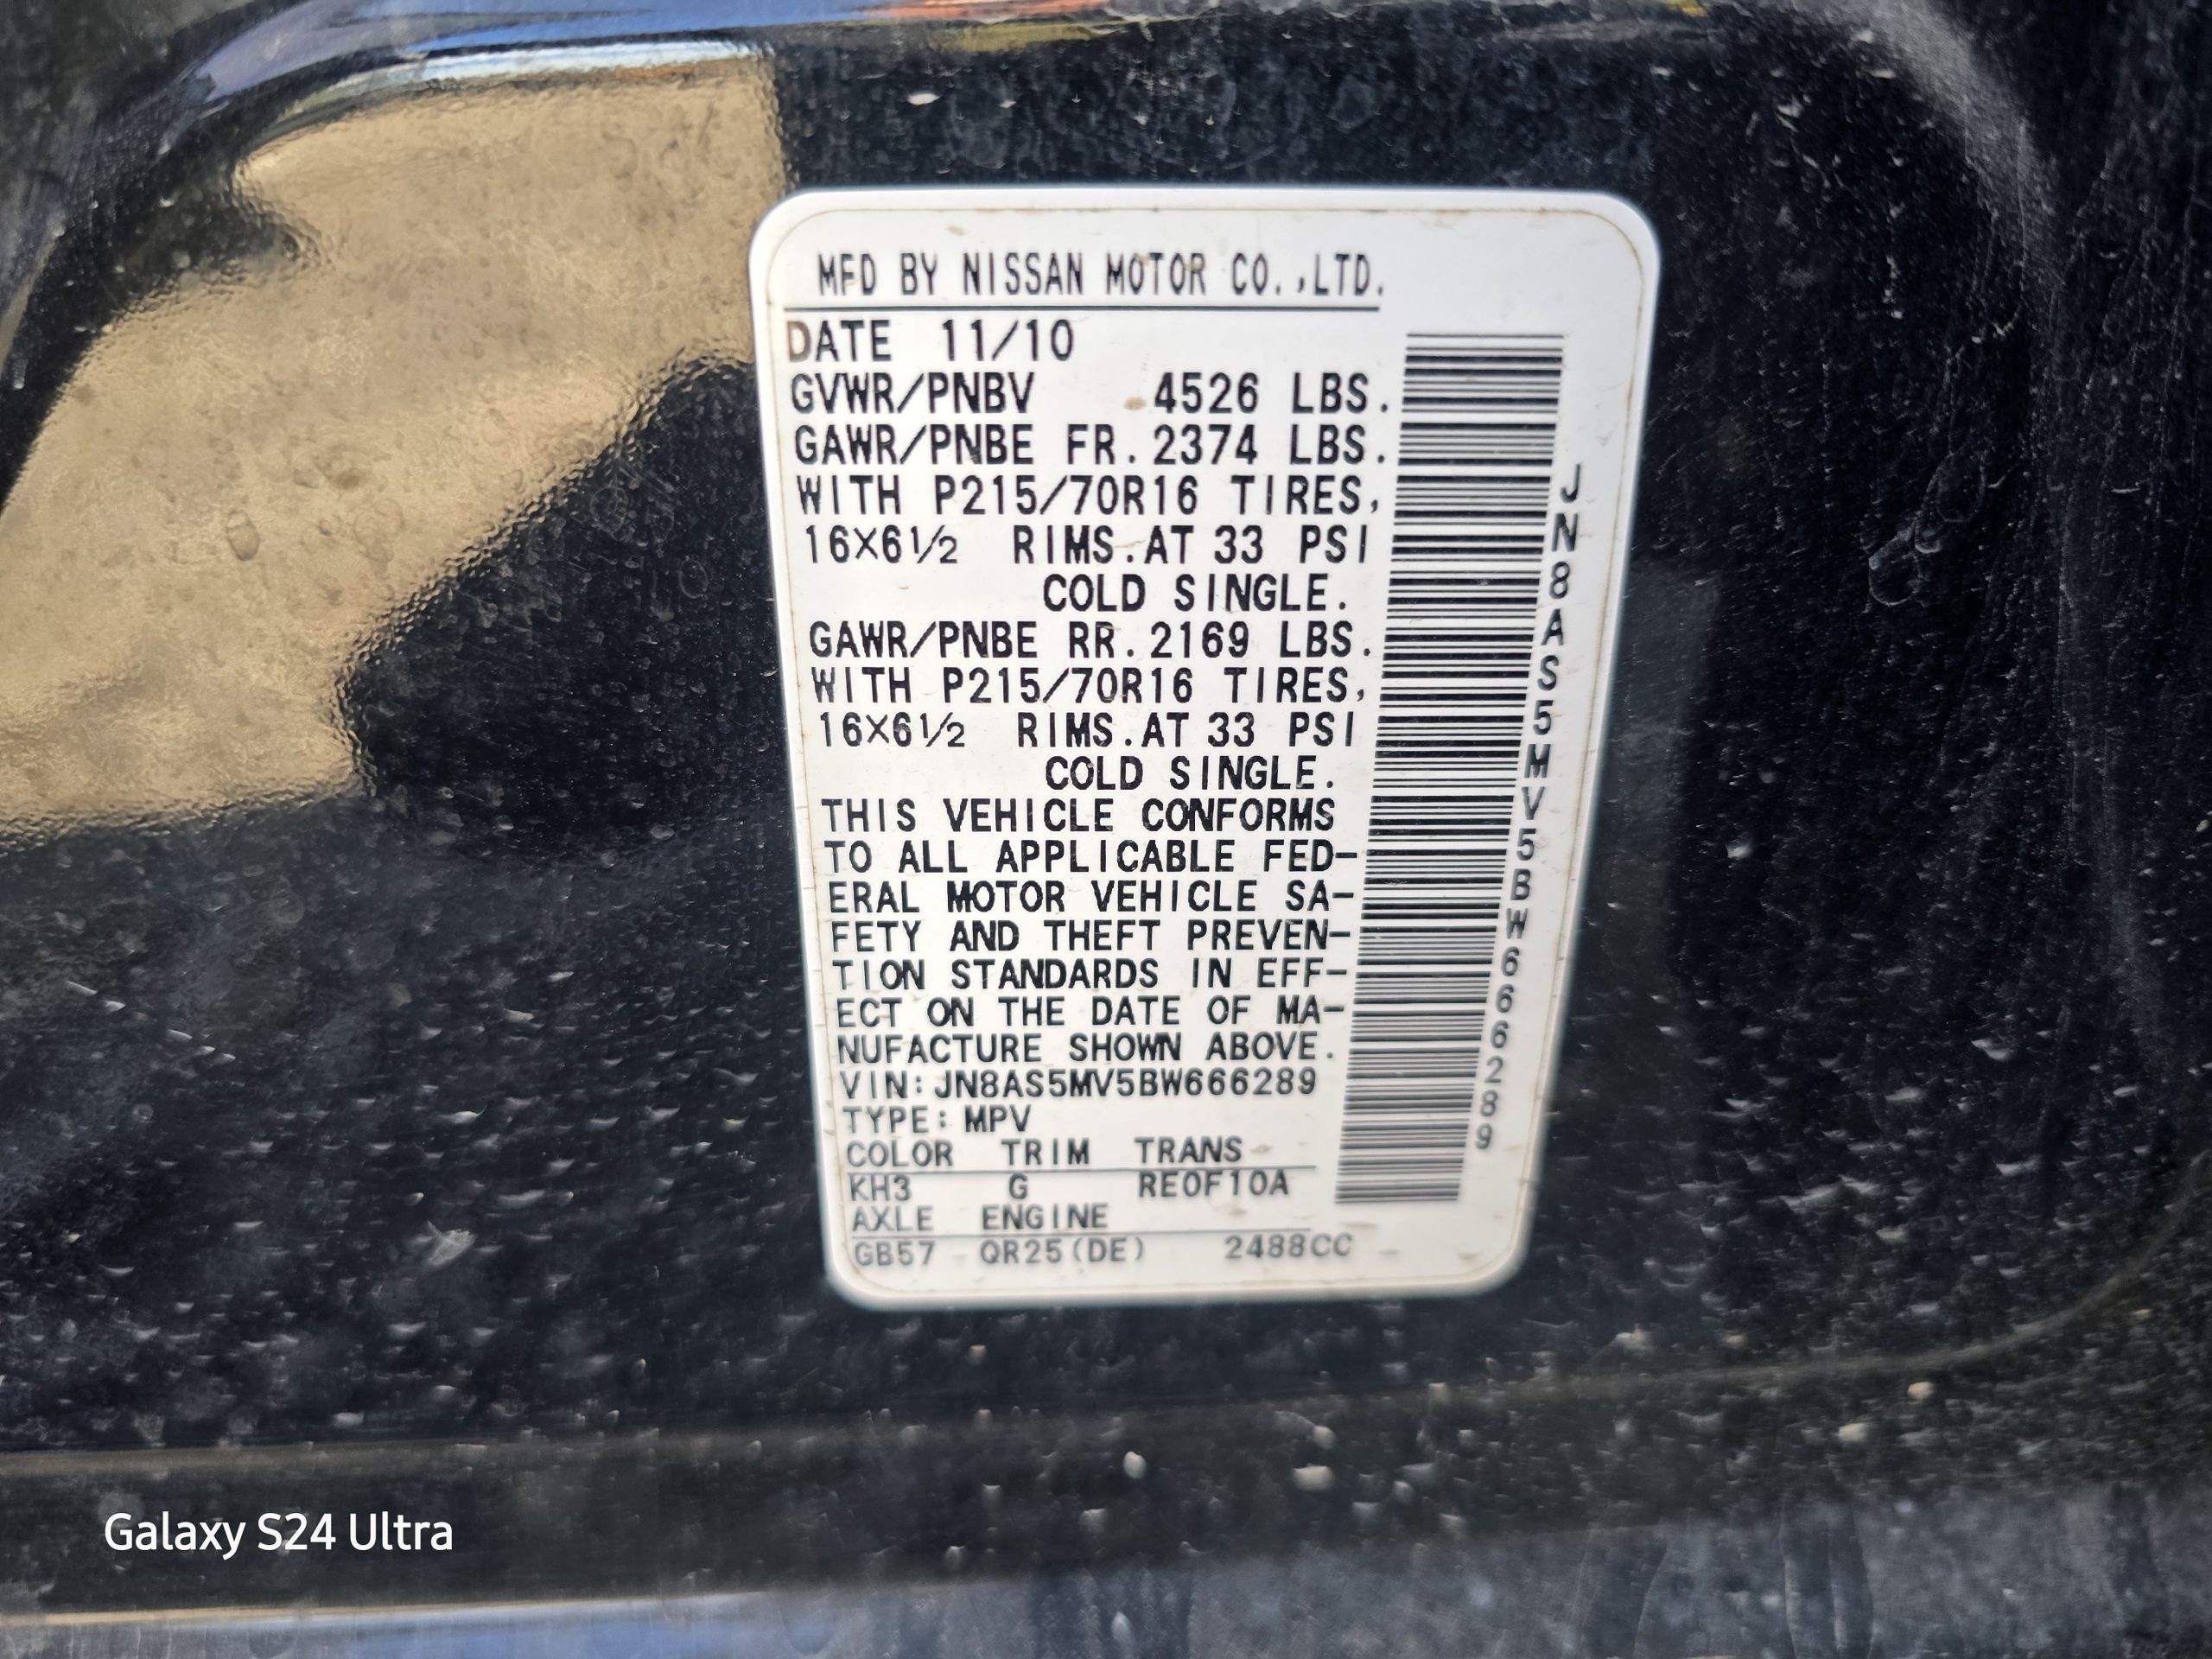 MFD BY NISSAN MOTOR CO.,LTD.
DATE 11/10
GVWR/PNBV 4526 LBS.
GAWR/PNBE FR. 2374 LBS.
WITH P215/70R16 TIRES,
16X6½ RIMS.AT 33 PSI
COLD SINGLE.
GAWR/PNBE RR. 2169 LBS.
WITH P215/70R16 TIRES,
16X6½ RIMS.AT 33 PSI
COLD SINGLE.
THIS VEHICLE CONFORMS
TO ALL APPLICABLE FED-
ERAL MOTOR VEHICLE SA-
FETY AND THEFT PREVEN-
TION STANDARDS IN EFF-
ECT ON THE DATE OF MA-
NUFACTURE SHOWN ABOVE.
VIN:JN8AS5MV5BW666289
TYPE:MPV
COLOR TRIM TRANS
KH3 G RE0F10A
AXLE ENGINE
GB57 QR25(DE) 2488CC
JN8AS5MV5BW666289
Galaxy S24 Ultra